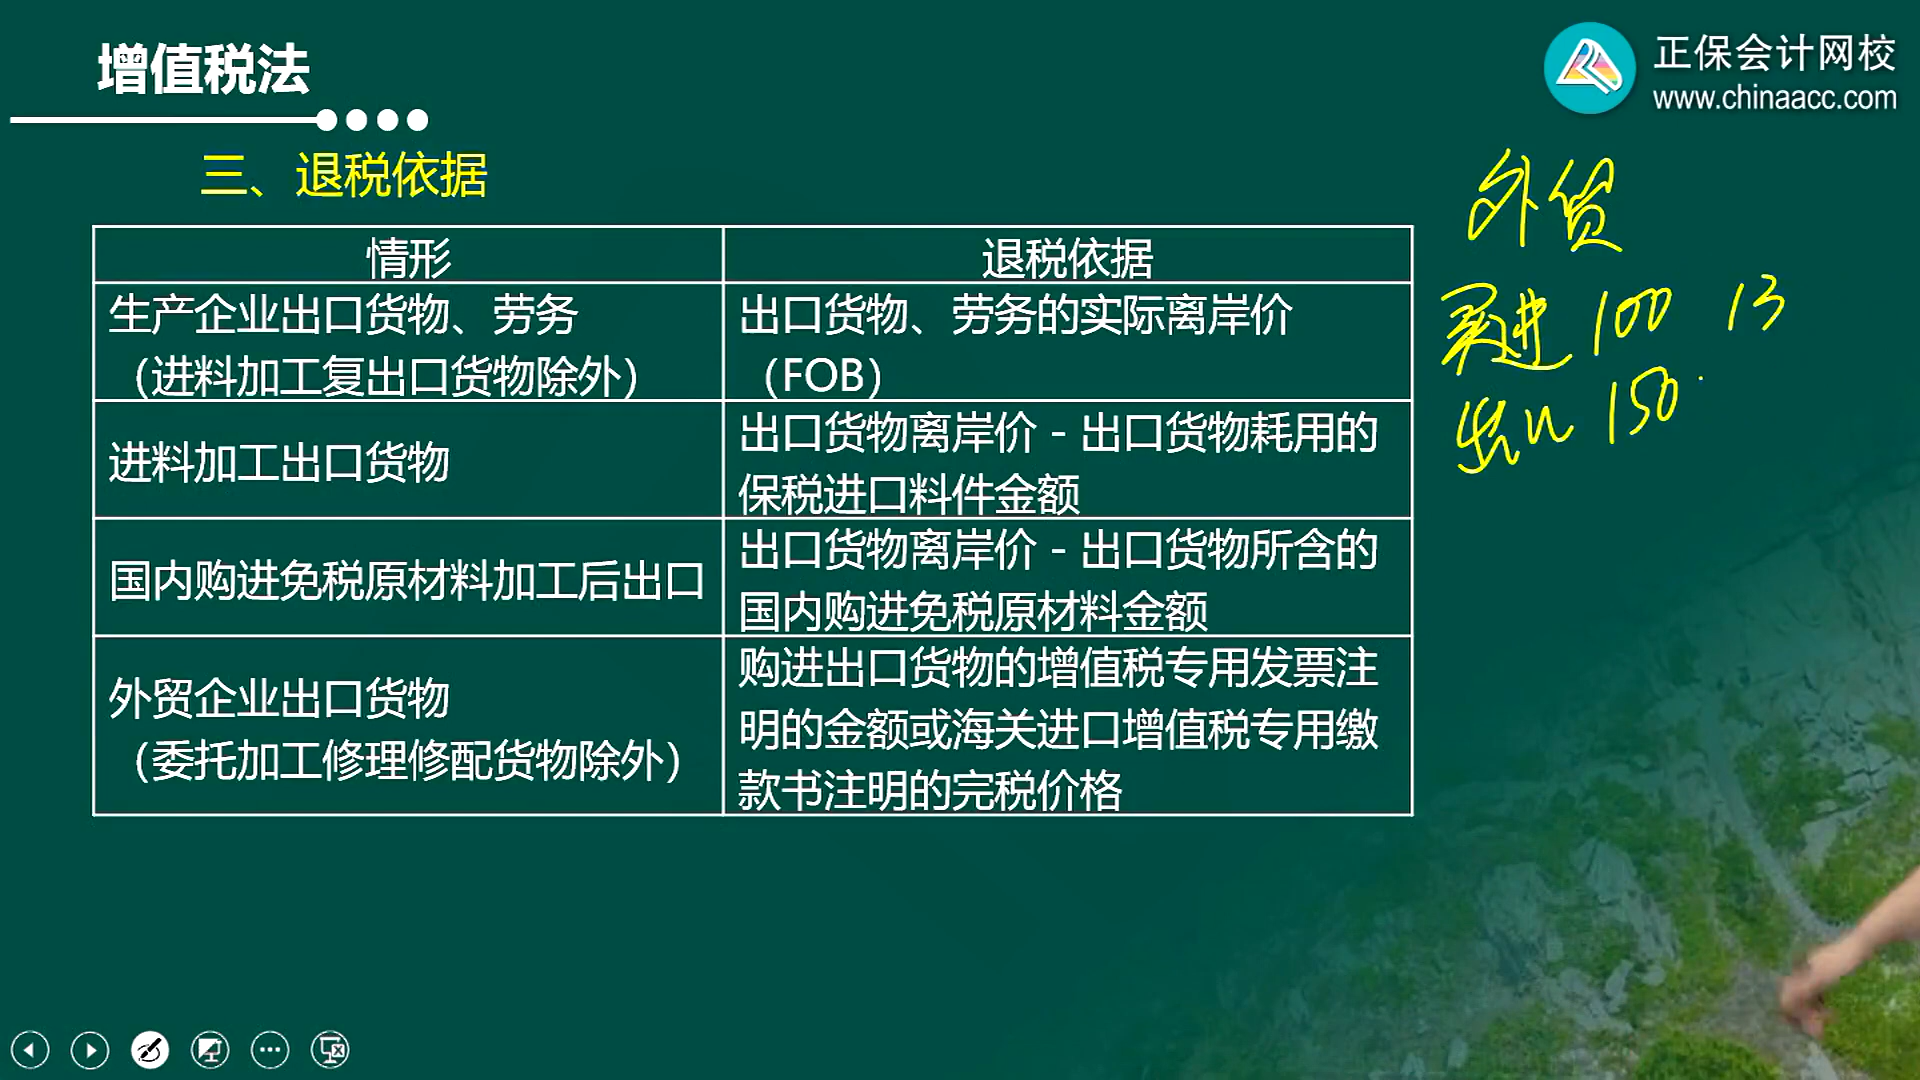 增值税法
正保会计网校
www.chinaacc.com
三、退税依据
情形
退税依据
生产企业出口货物、劳务
（进料加工复出口货物除外）
出口货物、劳务的实际离岸价
（FOB）
进料加工出口货物
出口货物离岸价－出口货物耗用的
保税进口料件金额
国内购进免税原材料加工后出口
出口货物离岸价－出口货物所含的
国内购进免税原材料金额
外贸企业出口货物
（委托加工修理修配货物除外）
购进出口货物的增值税专用发票注
明的金额或海关进口增值税专用缴
款书注明的完税价格
外贸
买进 100 13
出口 150